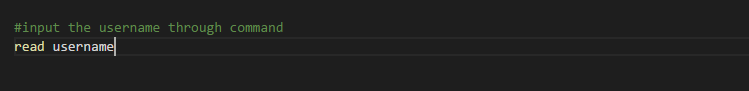 #input the username through command
read username